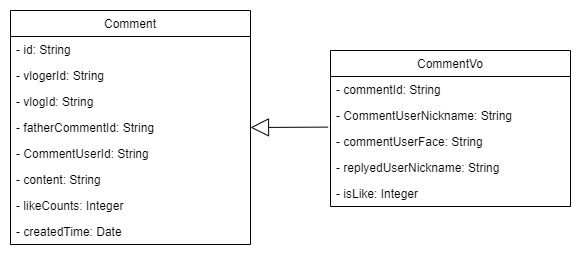 Comment
- id: String
- vlogerId: String
- vlogId: String
- fatherCommentId: String
- CommentUserId: String
- content: String
- likeCounts: Integer
- createdTime: Date
CommentVo
- commentId: String
- CommentUserNickname: String
- commentUserFace: String
- replyedUserNickname: String
- isLike: Integer